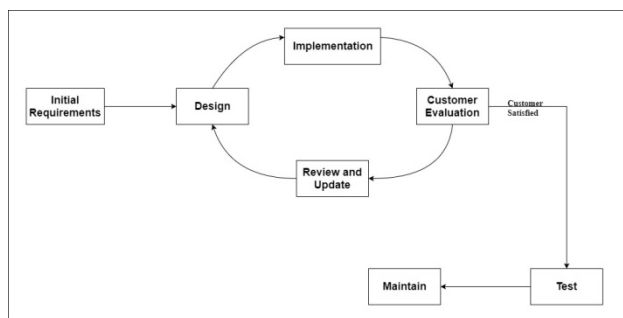 Implementation
Initial
Requirements
Design
Customer
Evaluation
Customer
Satisfied
Review and
Update
Maintain
Test